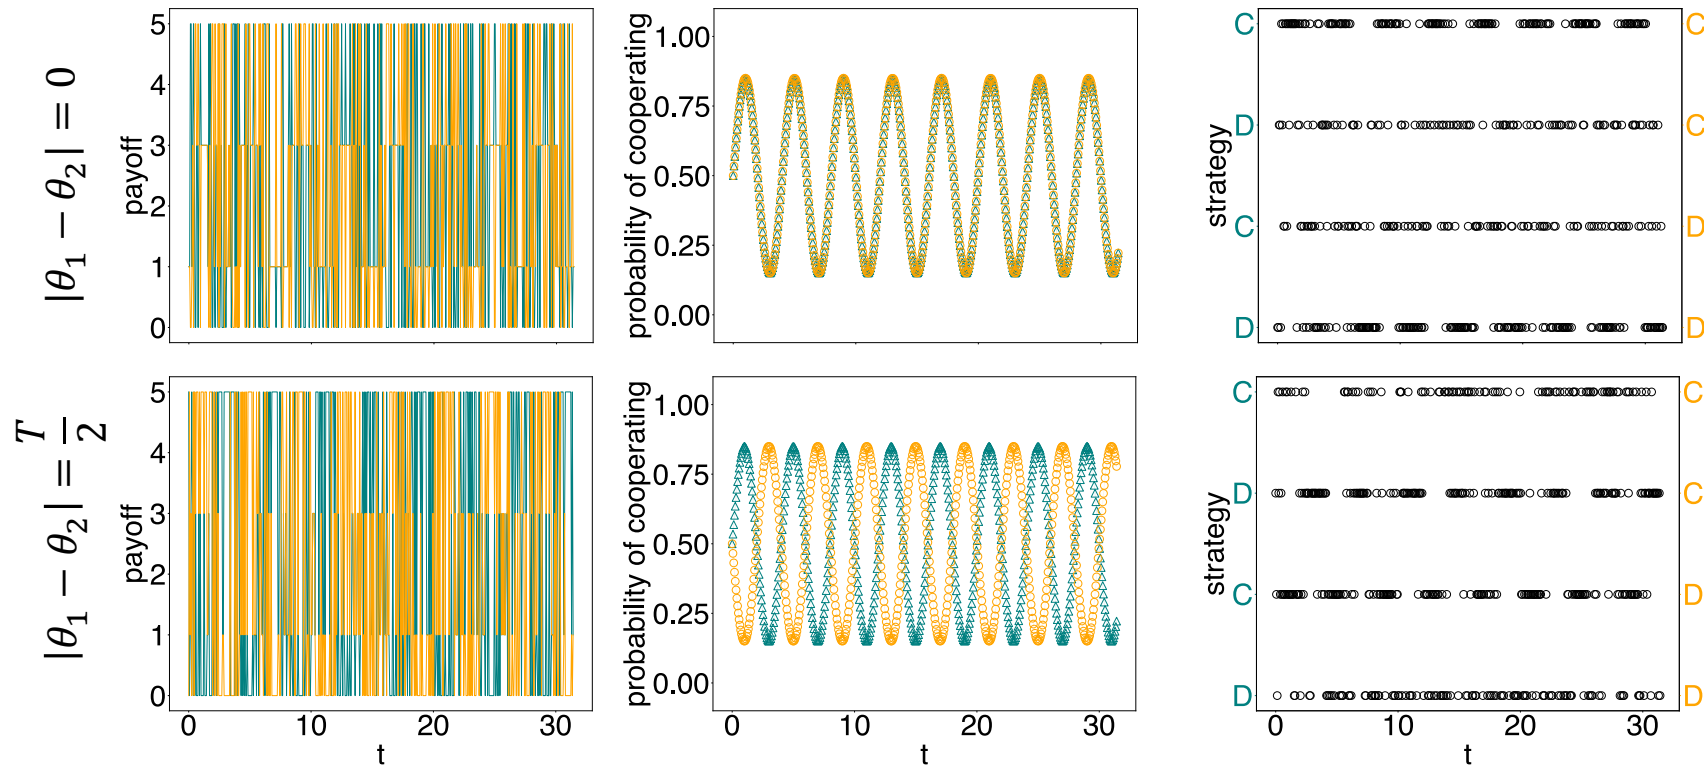 |θ₁ − θ₂| = 0
payoff
5
4
3
2
1
0
probability of cooperating
1.00
0.75
0.50
0.25
0.00
strategy
C C
D C
C D
D D
|θ₁ − θ₂| = T/2
payoff
5
4
3
2
1
0
0 10 20 30
t
probability of cooperating
1.00
0.75
0.50
0.25
0.00
0 10 20 30
t
strategy
C C
D C
C D
D D
0 10 20 30
t